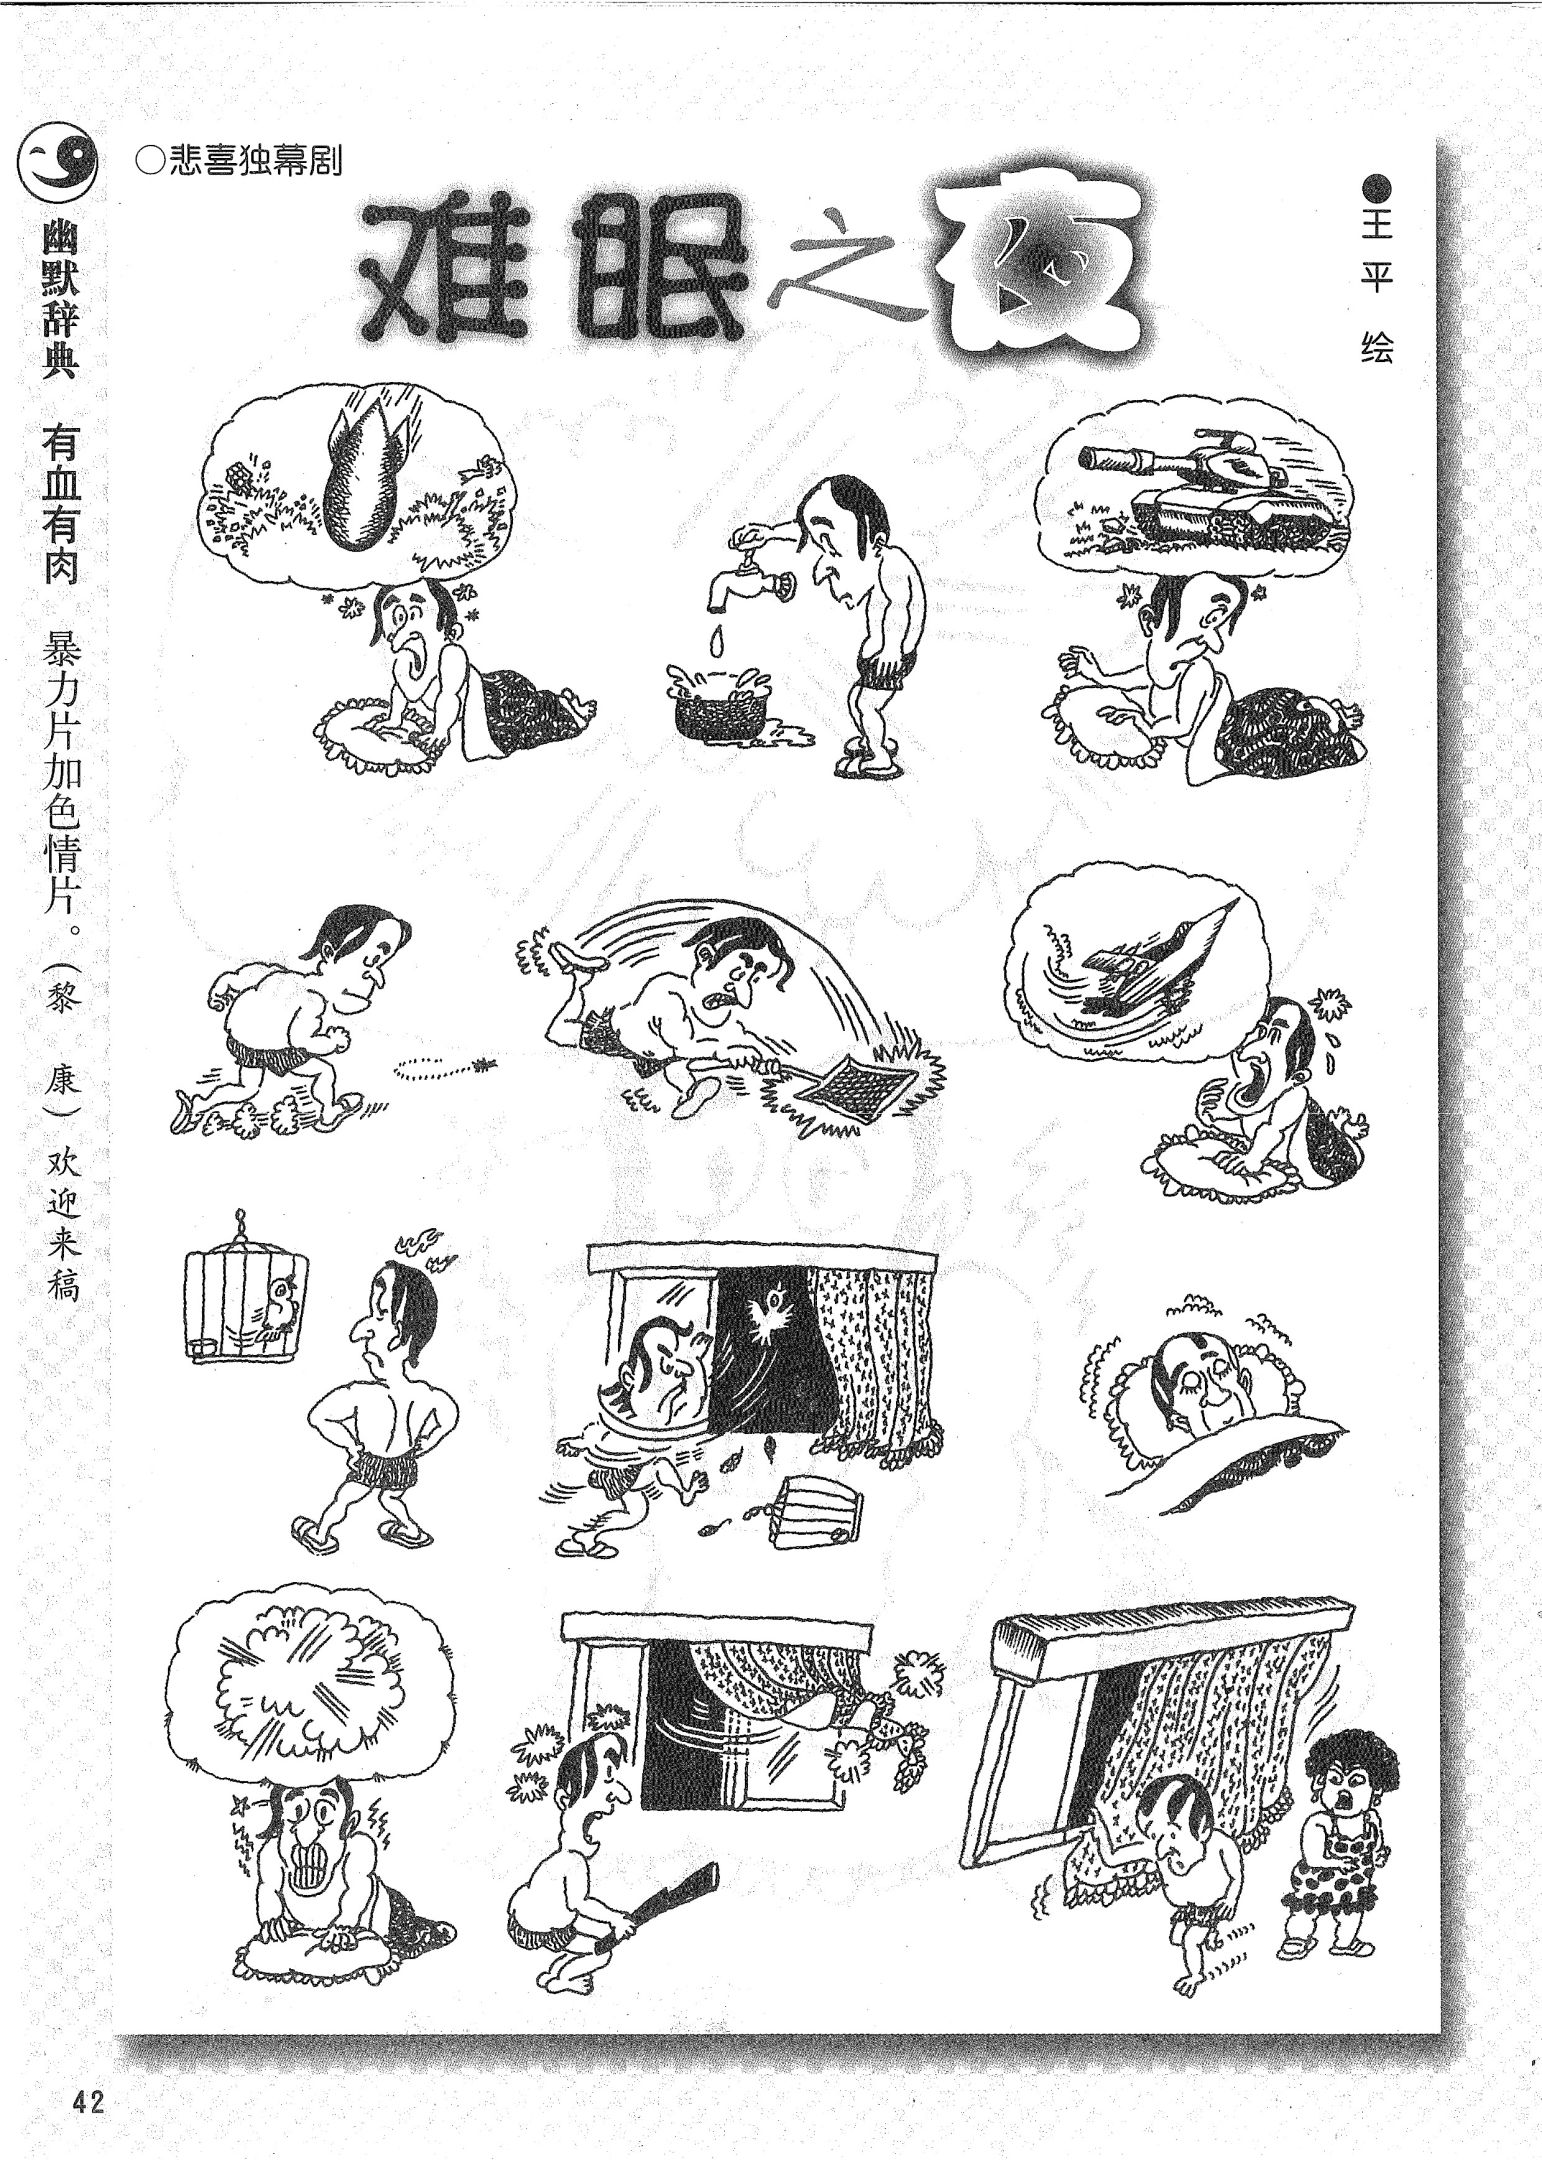 ○悲喜独幕剧
难眠之夜
●王平 绘
幽默辞典 有血有肉 暴力片加色情片。（黎 康）欢迎来稿
42